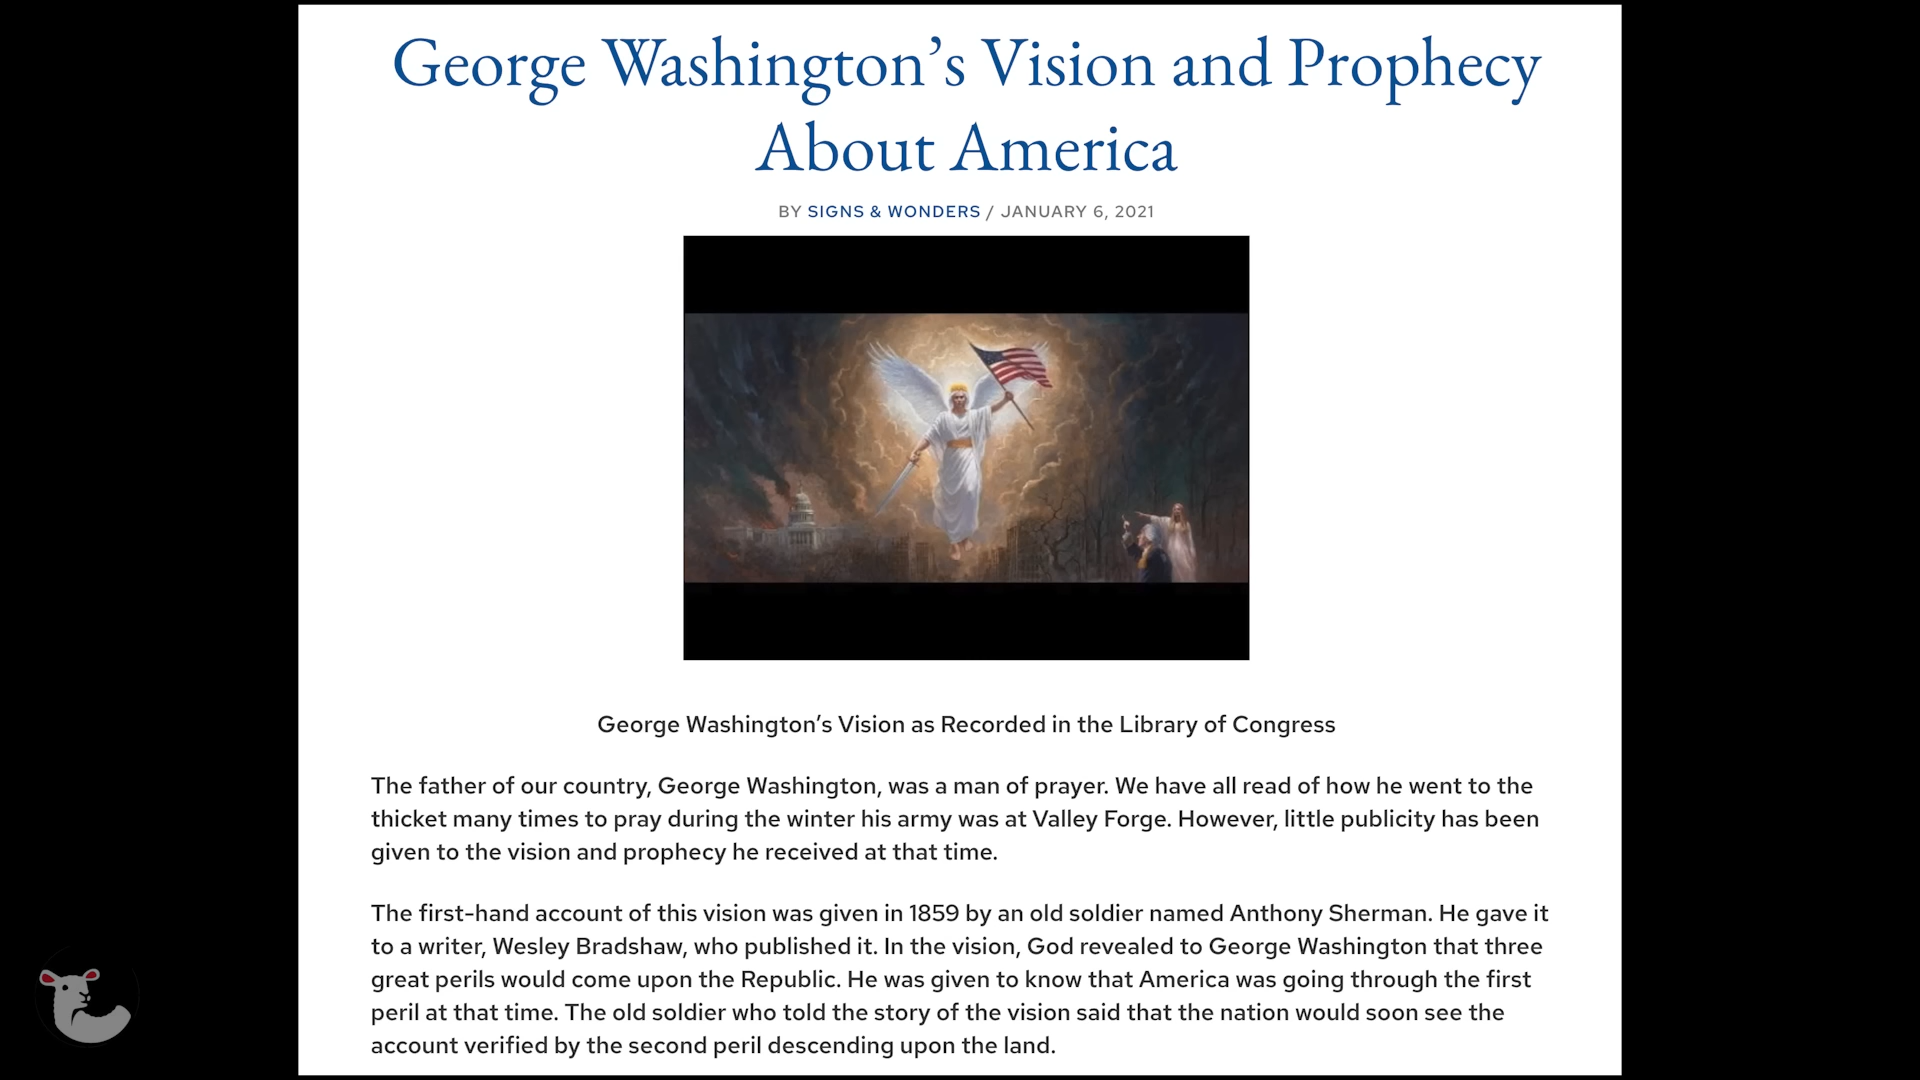 George Washington’s Vision and Prophecy
About America
BY SIGNS & WONDERS / JANUARY 6, 2021
George Washington’s Vision as Recorded in the Library of Congress
The father of our country, George Washington, was a man of prayer. We have all read of how he went to the
thicket many times to pray during the winter his army was at Valley Forge. However, little publicity has been
given to the vision and prophecy he received at that time.
The first-hand account of this vision was given in 1859 by an old soldier named Anthony Sherman. He gave it
to a writer, Wesley Bradshaw, who published it. In the vision, God revealed to George Washington that three
great perils would come upon the Republic. He was given to know that America was going through the first
peril at that time. The old soldier who told the story of the vision said that the nation would soon see the
account verified by the second peril descending upon the land.